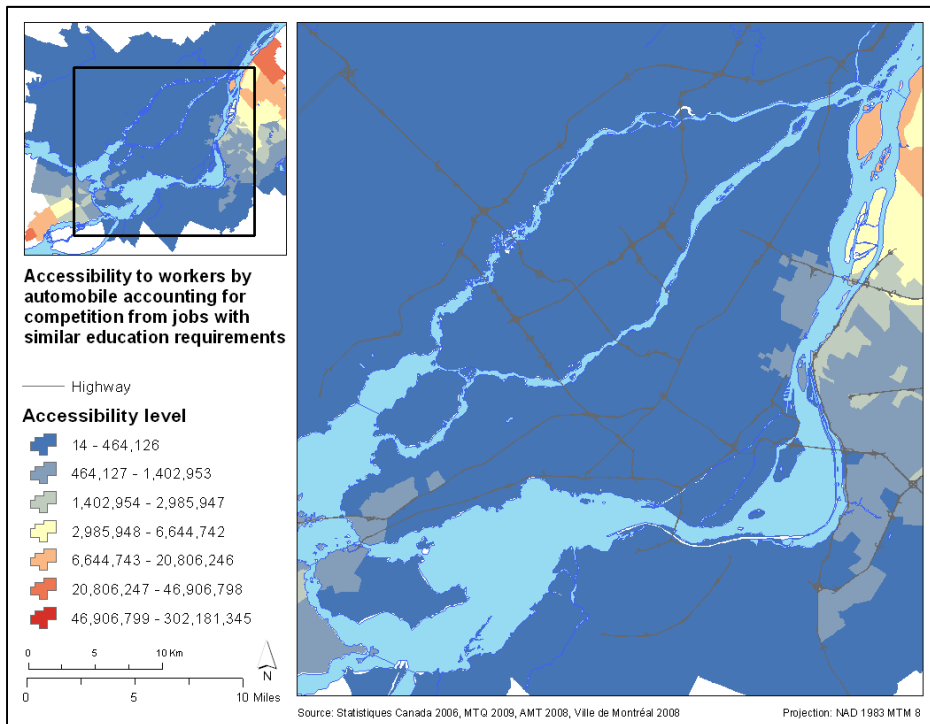 Accessibility to workers by
automobile accounting for
competition from jobs with
similar education requirements
Highway
Accessibility level
14 - 464,126
464,127 - 1,402,953
1,402,954 - 2,985,947
2,985,948 - 6,644,742
6,644,743 - 20,806,246
20,806,247 - 46,906,798
46,906,799 - 302,181,345
0 5 10 Km
N
0 5 10 Miles
Source: Statistiques Canada 2006, MTQ 2009, AMT 2008, Ville de Montréal 2008 Projection: NAD 1983 MTM 8